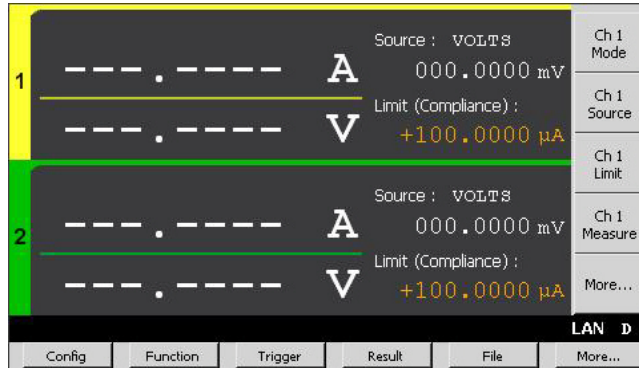 1
---.---- A
Source : VOLTS
000.0000 mV
---.---- V
Limit (Compliance) :
+100.0000 µA
2
---.---- A
Source : VOLTS
000.0000 mV
---.---- V
Limit (Compliance) :
+100.0000 µA
Ch 1
Mode
Ch 1
Source
Ch 1
Limit
Ch 1
Measure
More...
LAN D
Config Function Trigger Result File More...